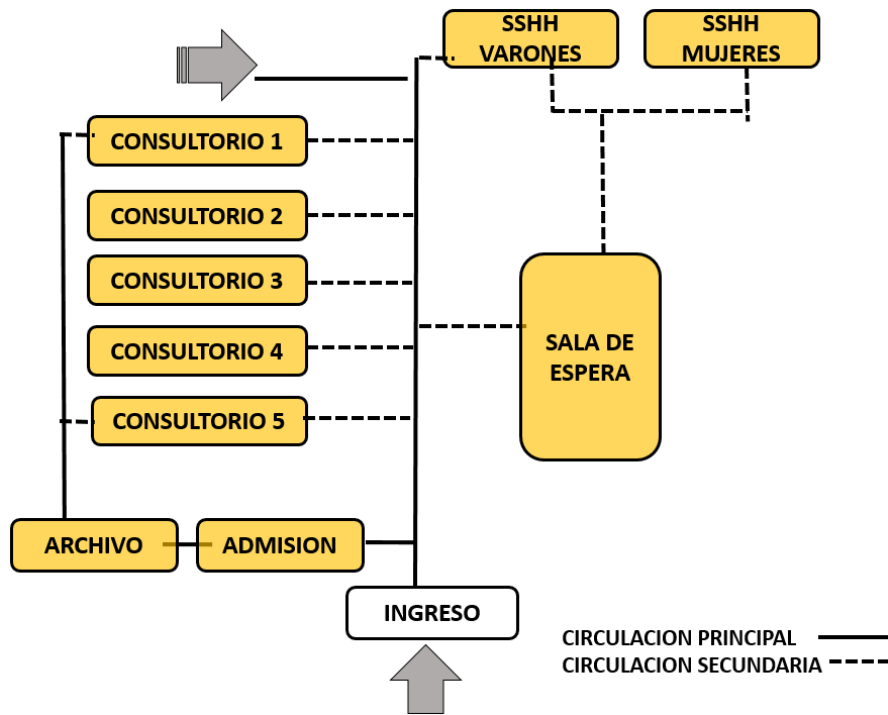 SSHH
VARONES
SSHH
MUJERES
CONSULTORIO 1
CONSULTORIO 2
CONSULTORIO 3
CONSULTORIO 4
CONSULTORIO 5
SALA DE
ESPERA
ARCHIVO
ADMISION
INGRESO
CIRCULACION PRINCIPAL
CIRCULACION SECUNDARIA